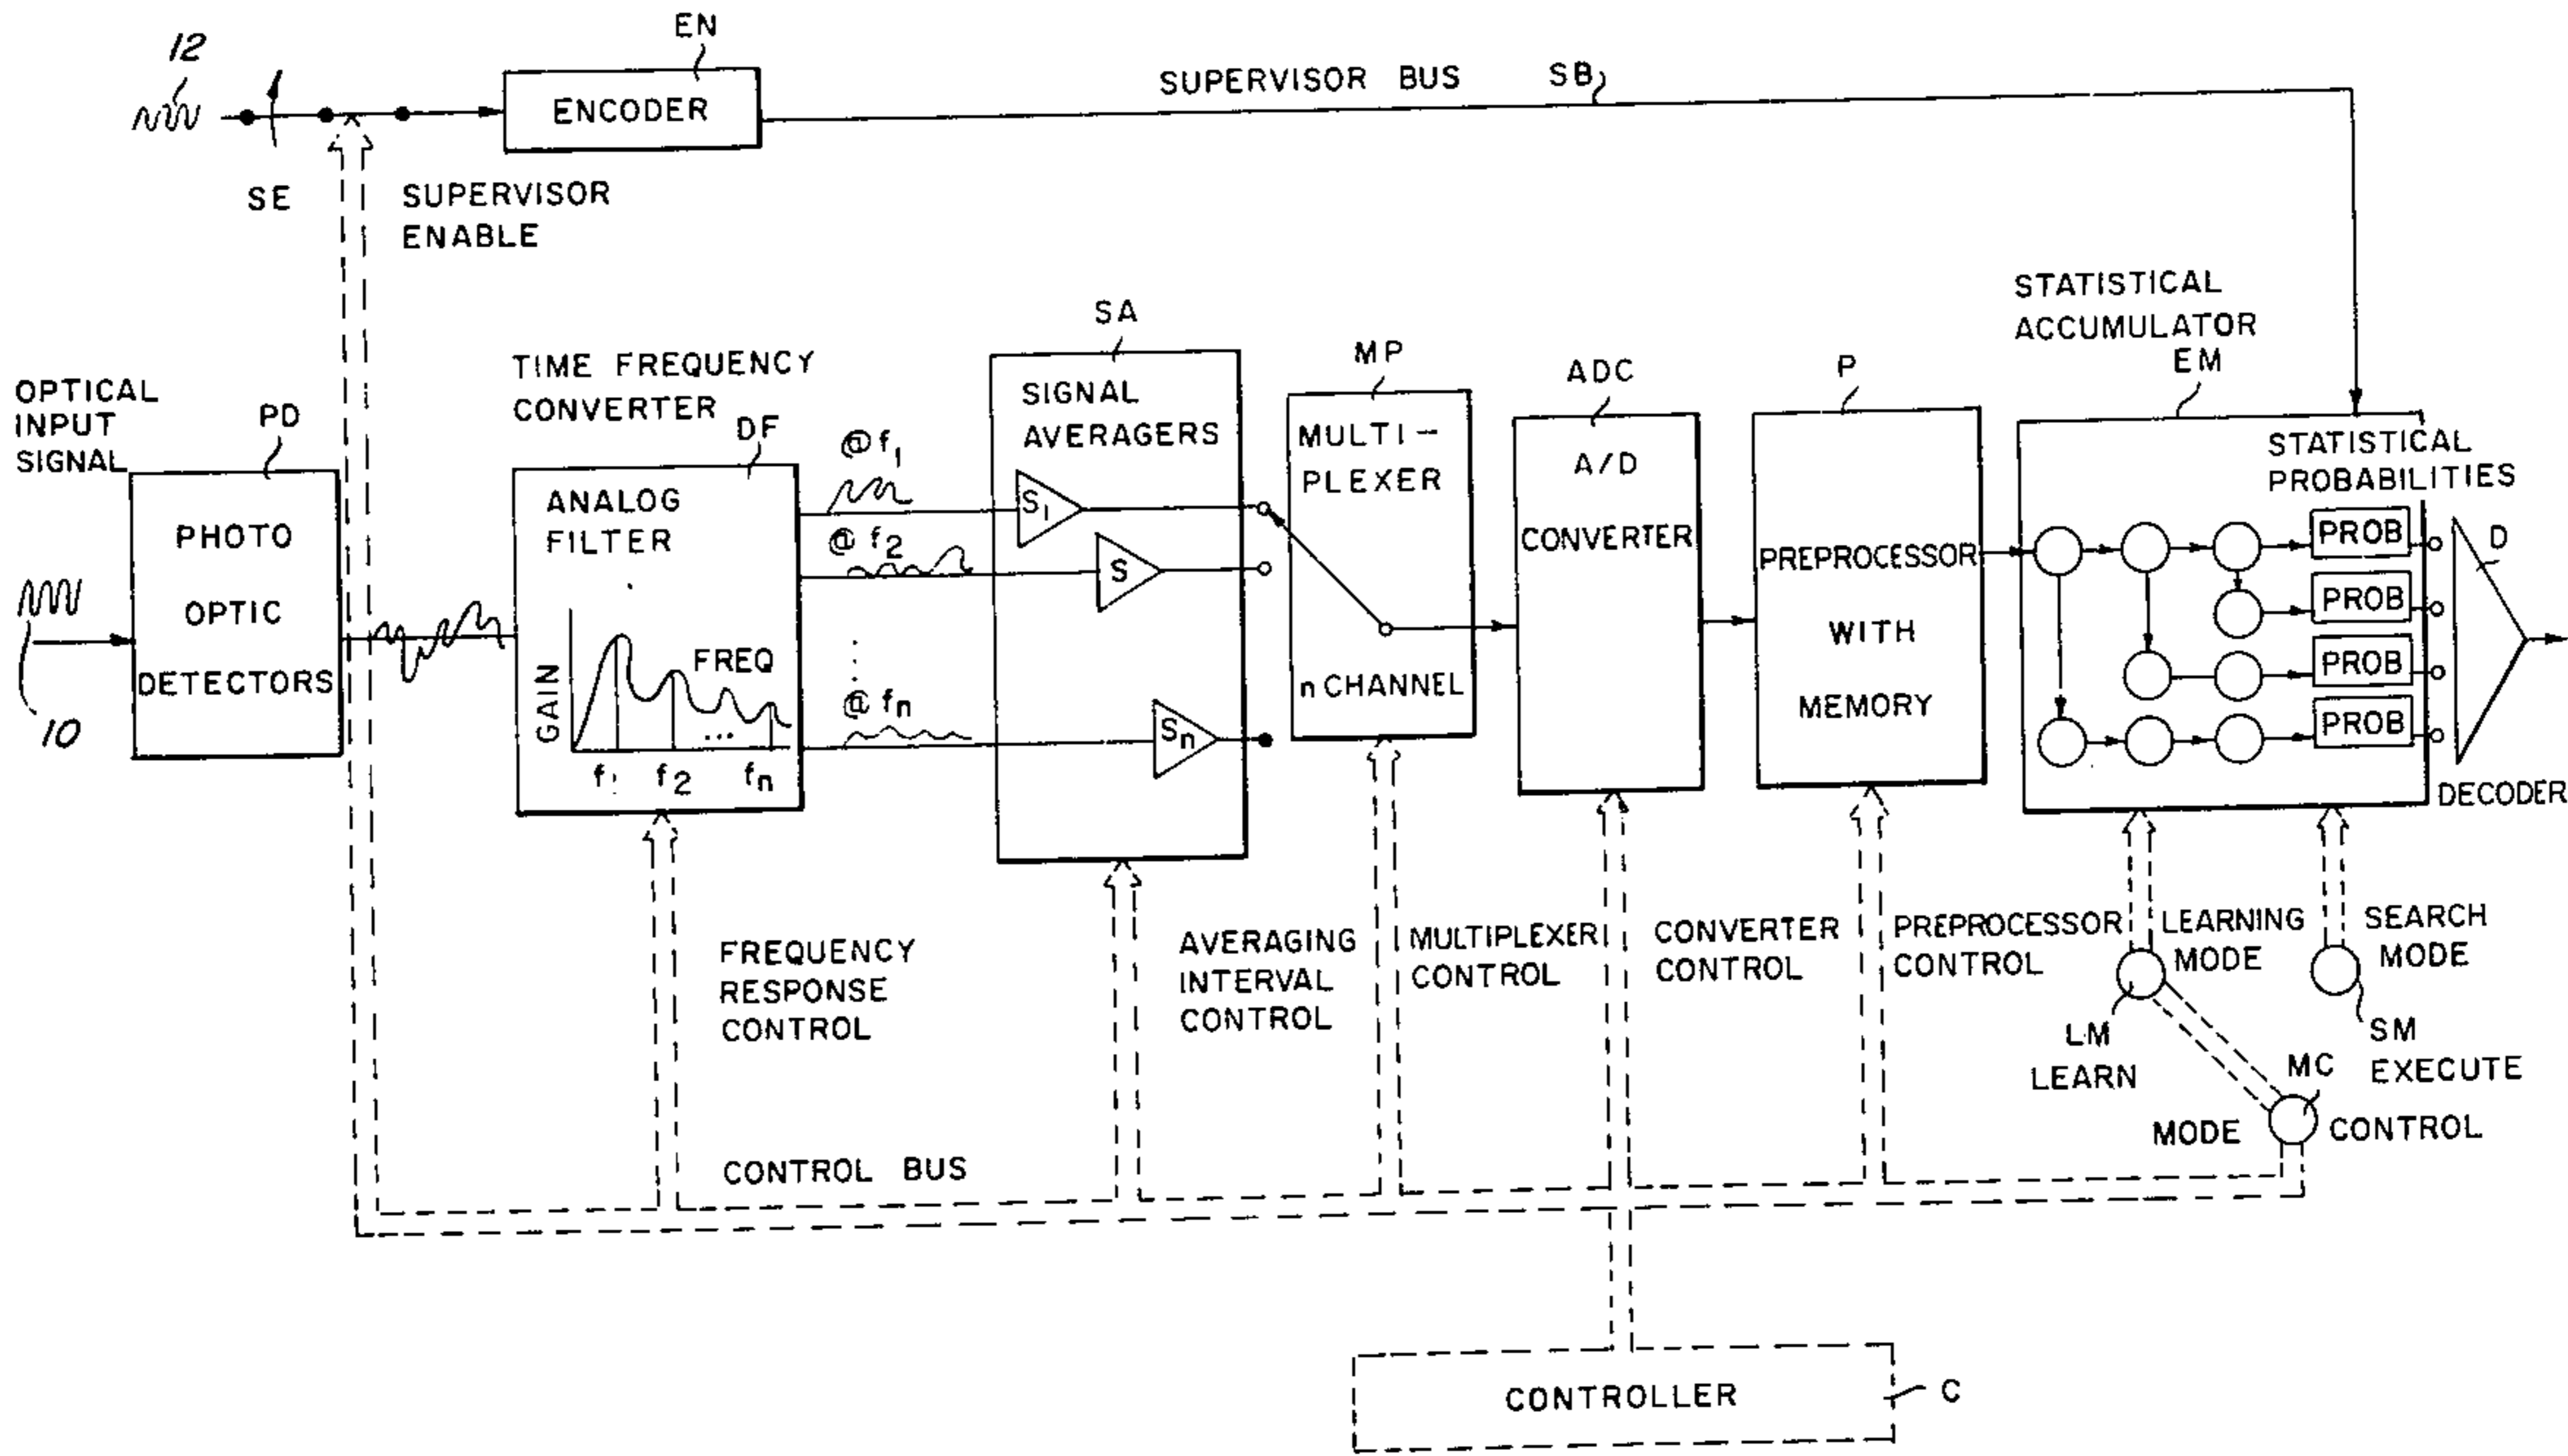 12
EN
ENCODER
SUPERVISOR BUS
SB
SE
SUPERVISOR
ENABLE
OPTICAL
INPUT
SIGNAL
PD
PHOTO
OPTIC
DETECTORS
10
TIME FREQUENCY
CONVERTER
DF
ANALOG
FILTER
GAIN
FREQ
...
f1
f2
fn
@ f1
@ f2
@ fn
SA
SIGNAL
AVERAGERS
S1
S
Sn
MP
MULTI-
PLEXER
n CHANNEL
ADC
A/D
CONVERTER
P
PREPROCESSOR
WITH
MEMORY
STATISTICAL
ACCUMULATOR
EM
STATISTICAL
PROBABILITIES
PROB
PROB
PROB
PROB
D
DECODER
FREQUENCY
RESPONSE
CONTROL
AVERAGING
INTERVAL
CONTROL
MULTIPLEXER
CONTROL
CONVERTER
CONTROL
PREPROCESSOR
CONTROL
LEARNING
MODE
SEARCH
MODE
LM
LEARN
SM
EXECUTE
MC
MODE CONTROL
CONTROL BUS
CONTROLLER
C